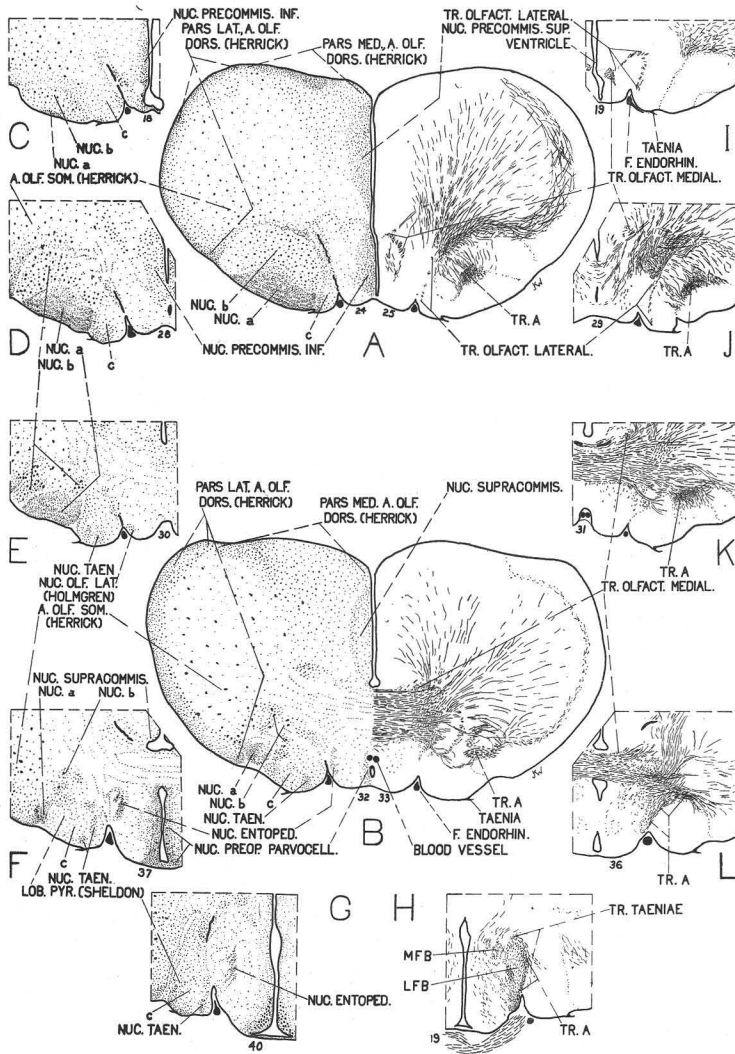 NUC. PRECOMMIS. INF.
PARS LAT., A. OLF.
DORS. (HERRICK)
PARS MED., A. OLF.
DORS. (HERRICK)
TR. OLFACT. LATERAL.
NUC. PRECOMMIS. SUP.
VENTRICLE
C
18
c
NUC. b
NUC. a
A. OLF. SOM. (HERRICK)
19
I
TAENIA
F. ENDORHIN.
TR. OLFACT. MEDIAL.
D
NUC. a
NUC. b
c
28
NUC. b
NUC. a
c
24
25
NUC. PRECOMMIS. INF.
A
TR. A
TR. OLFACT. LATERAL.
29
J
TR. A
E
30
NUC. TAEN.
NUC. OLF. LAT.
(HOLMGREN)
A. OLF. SOM.
(HERRICK)
PARS LAT. A. OLF.
DORS. (HERRICK)
PARS MED. A. OLF.
DORS. (HERRICK)
NUC. SUPRACOMMIS.
31
K
TR. A
TR. OLFACT. MEDIAL.
NUC. SUPRACOMMIS.
NUC. a
NUC. b
F
c
NUC. TAEN.
LOB. PYR. (SHELDON)
37
NUC. a
NUC. b
NUC. TAEN.
c
NUC. ENTOPED.
NUC. PREOP. PARVOCELL.
32
33
B
TR. A
TAENIA
F. ENDORHIN.
BLOOD VESSEL
36
L
TR. A
G
c
NUC. TAEN.
40
NUC. ENTOPED.
H
TR. TAENIAE
MFB
LFB
19
TR. A